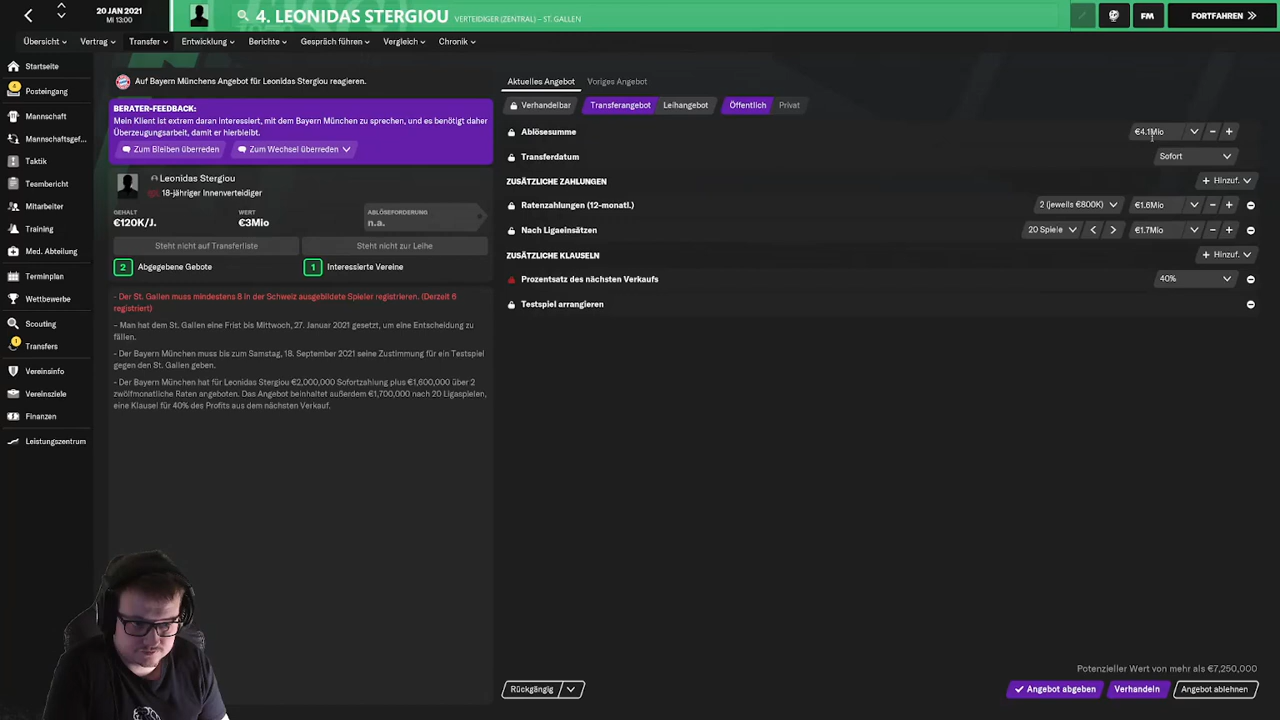 20 JAN 2021
MI 13:00
4. LEONIDAS STERGIOU
VERTEIDIGER (ZENTRAL) – ST. GALLEN
FM
FORTFAHREN
Übersicht
Vertrag
Transfer
Entwicklung
Berichte
Gespräch führen
Vergleich
Chronik
Startseite
Posteingang
Mannschaft
Mannschaftsgef...
Taktik
Teambericht
Mitarbeiter
Training
Med. Abteilung
Terminplan
Wettbewerbe
Scouting
1
Transfers
Vereinsinfo
Vereinsziele
Finanzen
Leistungszentrum
Auf Bayern Münchens Angebot für Leonidas Stergiou reagieren.
BERATER-FEEDBACK:
Mein Klient ist extrem daran interessiert, mit dem Bayern München zu sprechen, und es benötigt daher
Überzeugungsarbeit, damit er hierbleibt.
Zum Bleiben überreden
Zum Wechsel überreden
Leonidas Stergiou
18-jähriger Innenverteidiger
GEHALT
€120K/J.
WERT
€3Mio
ABLÖSEFORDERUNG
n.a.
Steht nicht auf Transferliste
Steht nicht zur Leihe
2 Abgegebene Gebote
1 Interessierte Vereine
- Der St. Gallen muss mindestens 8 in der Schweiz ausgebildete Spieler registrieren. (Derzeit 6
registriert)
- Man hat dem St. Gallen eine Frist bis Mittwoch, 27. Januar 2021 gesetzt, um eine Entscheidung zu
fällen.
- Der Bayern München muss bis zum Samstag, 18. September 2021 seine Zustimmung für ein Testspiel
gegen den St. Gallen geben.
- Der Bayern München hat für Leonidas Stergiou €2,000,000 Sofortzahlung plus €1,600,000 über 2
zwölfmonatliche Raten angeboten. Das Angebot beinhaltet außerdem €1,700,000 nach 20 Ligaspielen,
eine Klausel für 40% des Profits aus dem nächsten Verkauf.
Aktuelles Angebot
Voriges Angebot
Verhandelbar
Transferangebot
Leihangebot
Öffentlich
Privat
Ablösesumme
€4.1Mio
Transferdatum
Sofort
ZUSÄTZLICHE ZAHLUNGEN
Hinzuf.
Ratenzahlungen (12-monatl.)
2 (jeweils €800K)
€1.6Mio
Nach Ligaeinsätzen
20 Spiele
€1.7Mio
ZUSÄTZLICHE KLAUSELN
Hinzuf.
Prozentsatz des nächsten Verkaufs
40%
Testspiel arrangieren
Potenzieller Wert von mehr als €7,250,000
Rückgängig
Angebot abgeben
Verhandeln
Angebot ablehnen